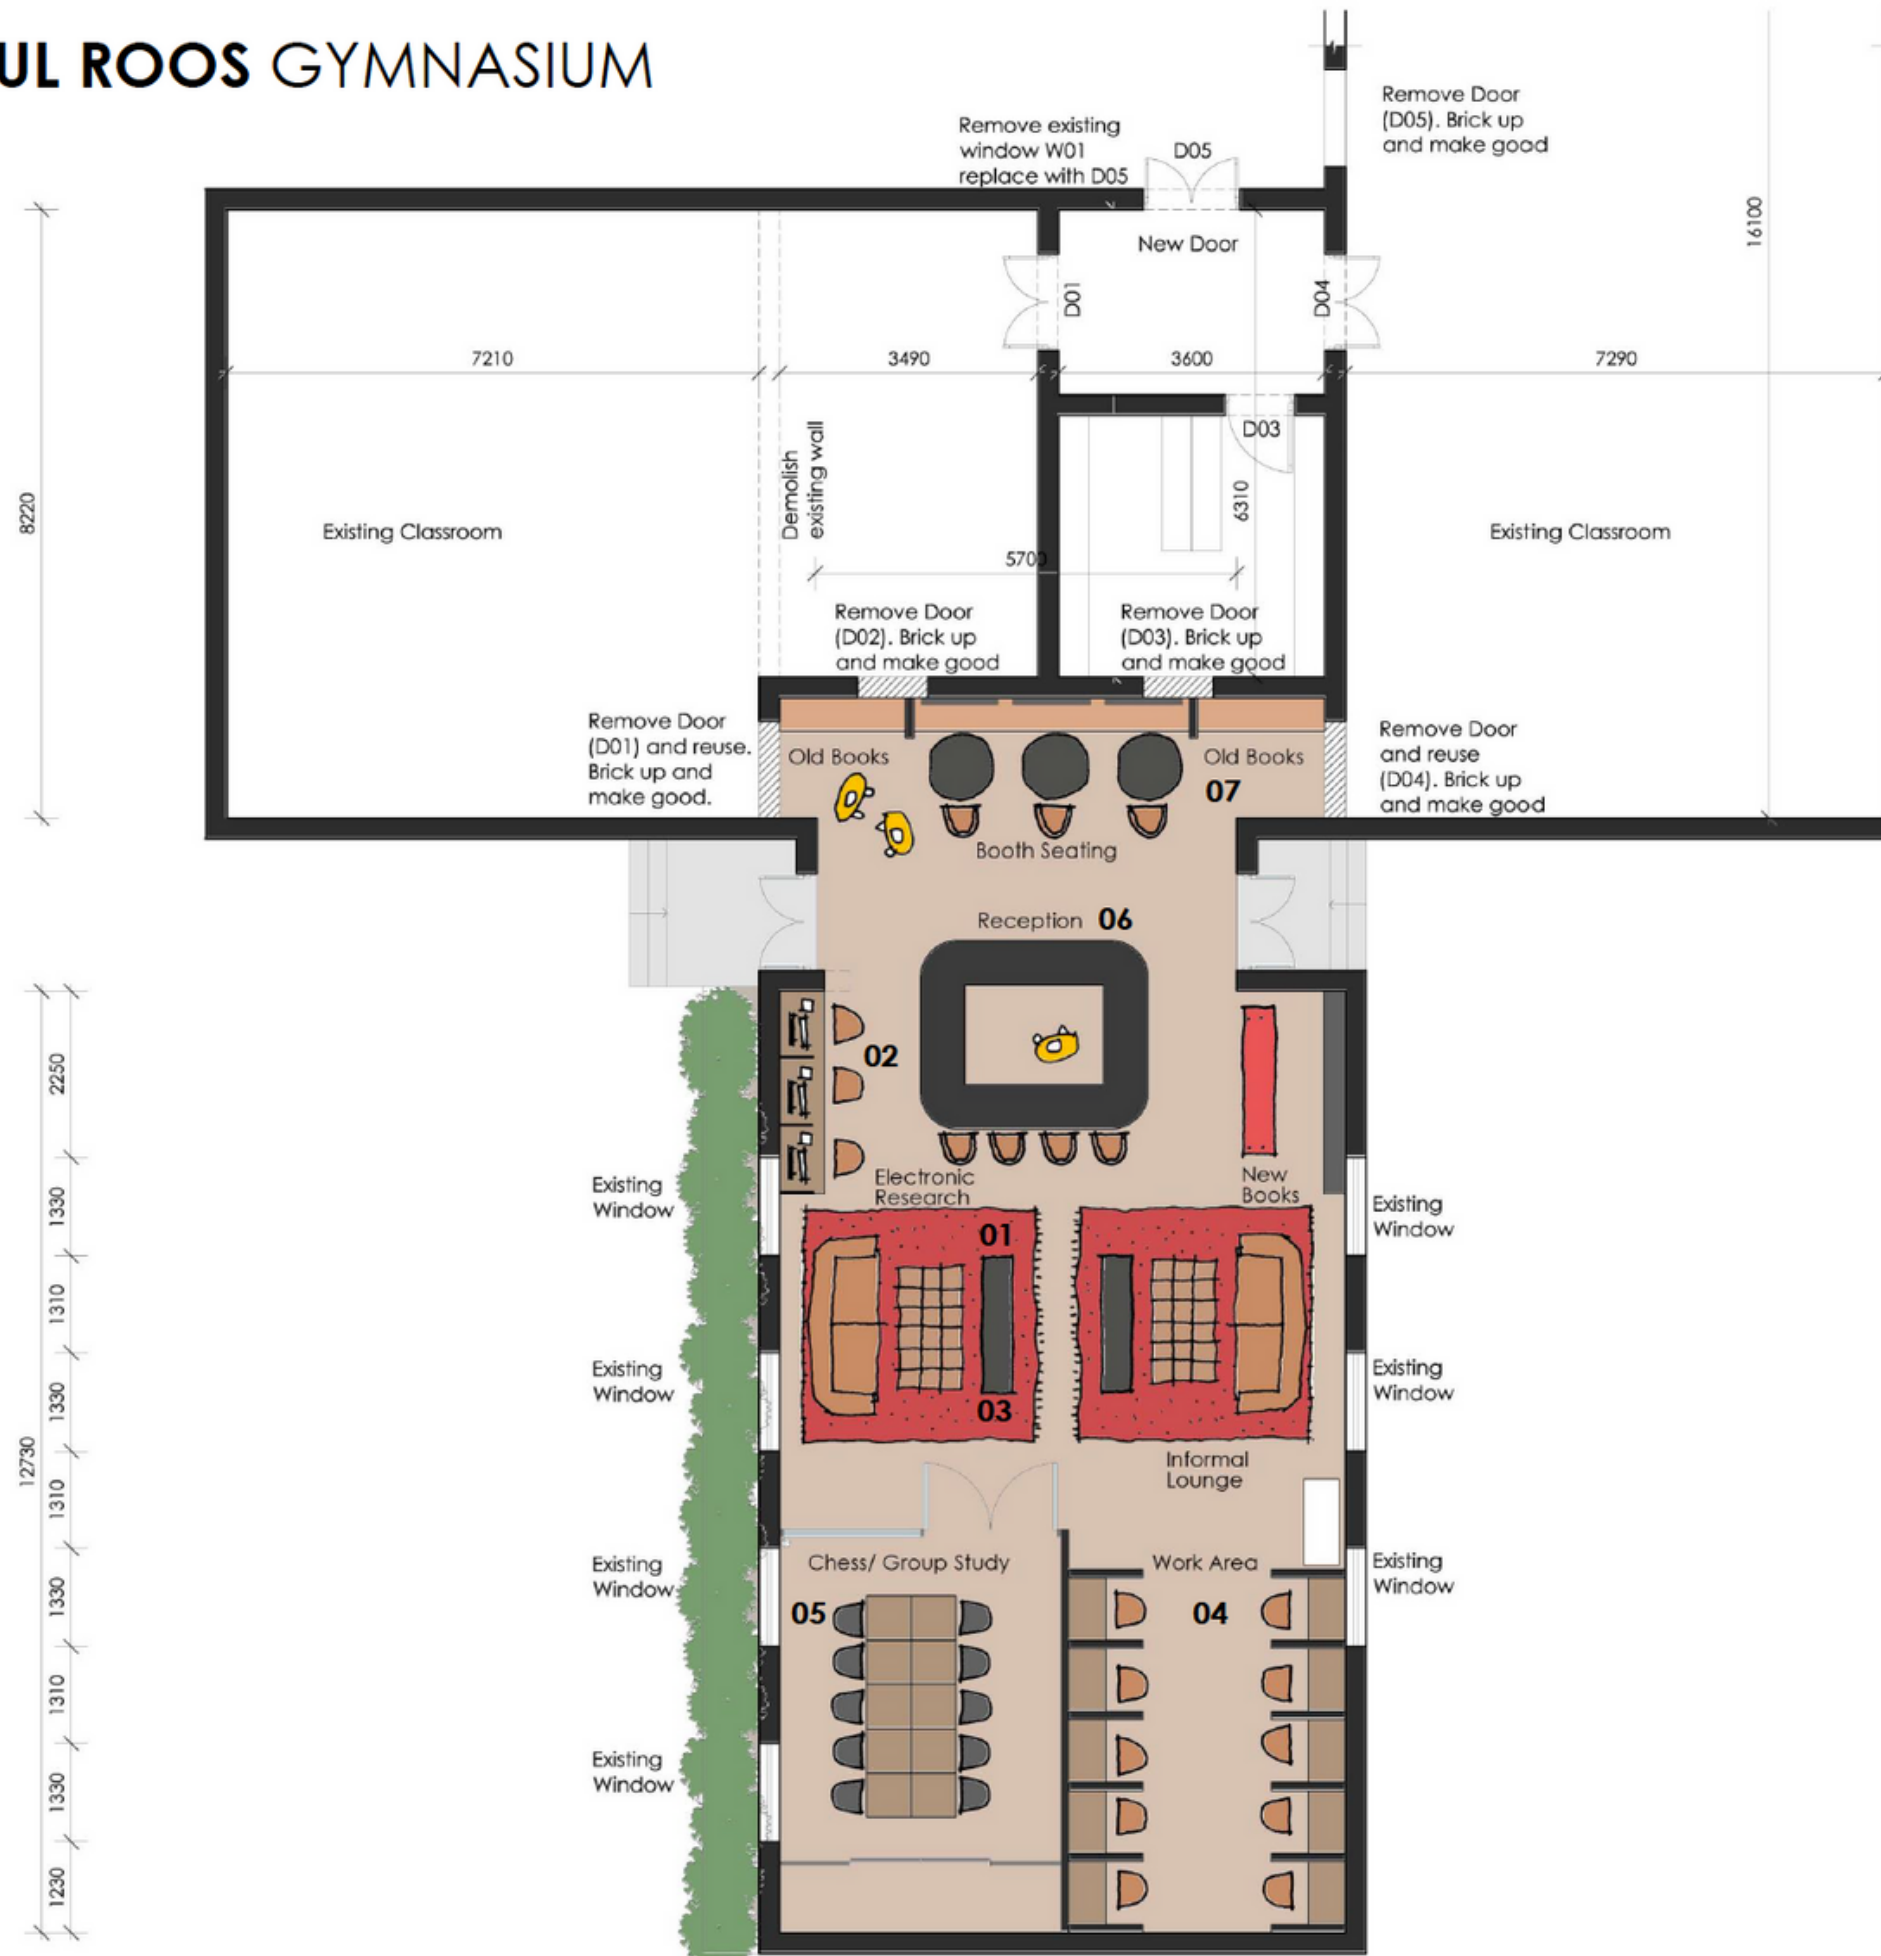 UL ROOS GYMNASIUM
Remove Door
(D05). Brick up
and make good
Remove existing
window W01
replace with D05
D05
New Door
16100
D01
D04
7210
3490
3600
7290
D03
Demolish
existing wall
6310
8220
Existing Classroom
Existing Classroom
5700
Remove Door
(D02). Brick up
and make good
Remove Door
(D03). Brick up
and make good
Remove Door
(D01) and reuse.
Brick up and
make good.
Remove Door
and reuse
(D04). Brick up
and make good
Old Books
Old Books
07
Booth Seating
Reception 06
02
2250
Electronic
Research
New
Books
Existing
Window
Existing
Window
1330
01
1310
Existing
Window
Existing
Window
1330
03
12730
Informal
Lounge
1310
Chess/ Group Study
Work Area
Existing
Window
Existing
Window
1330
05
04
1310
Existing
Window
1330
1230